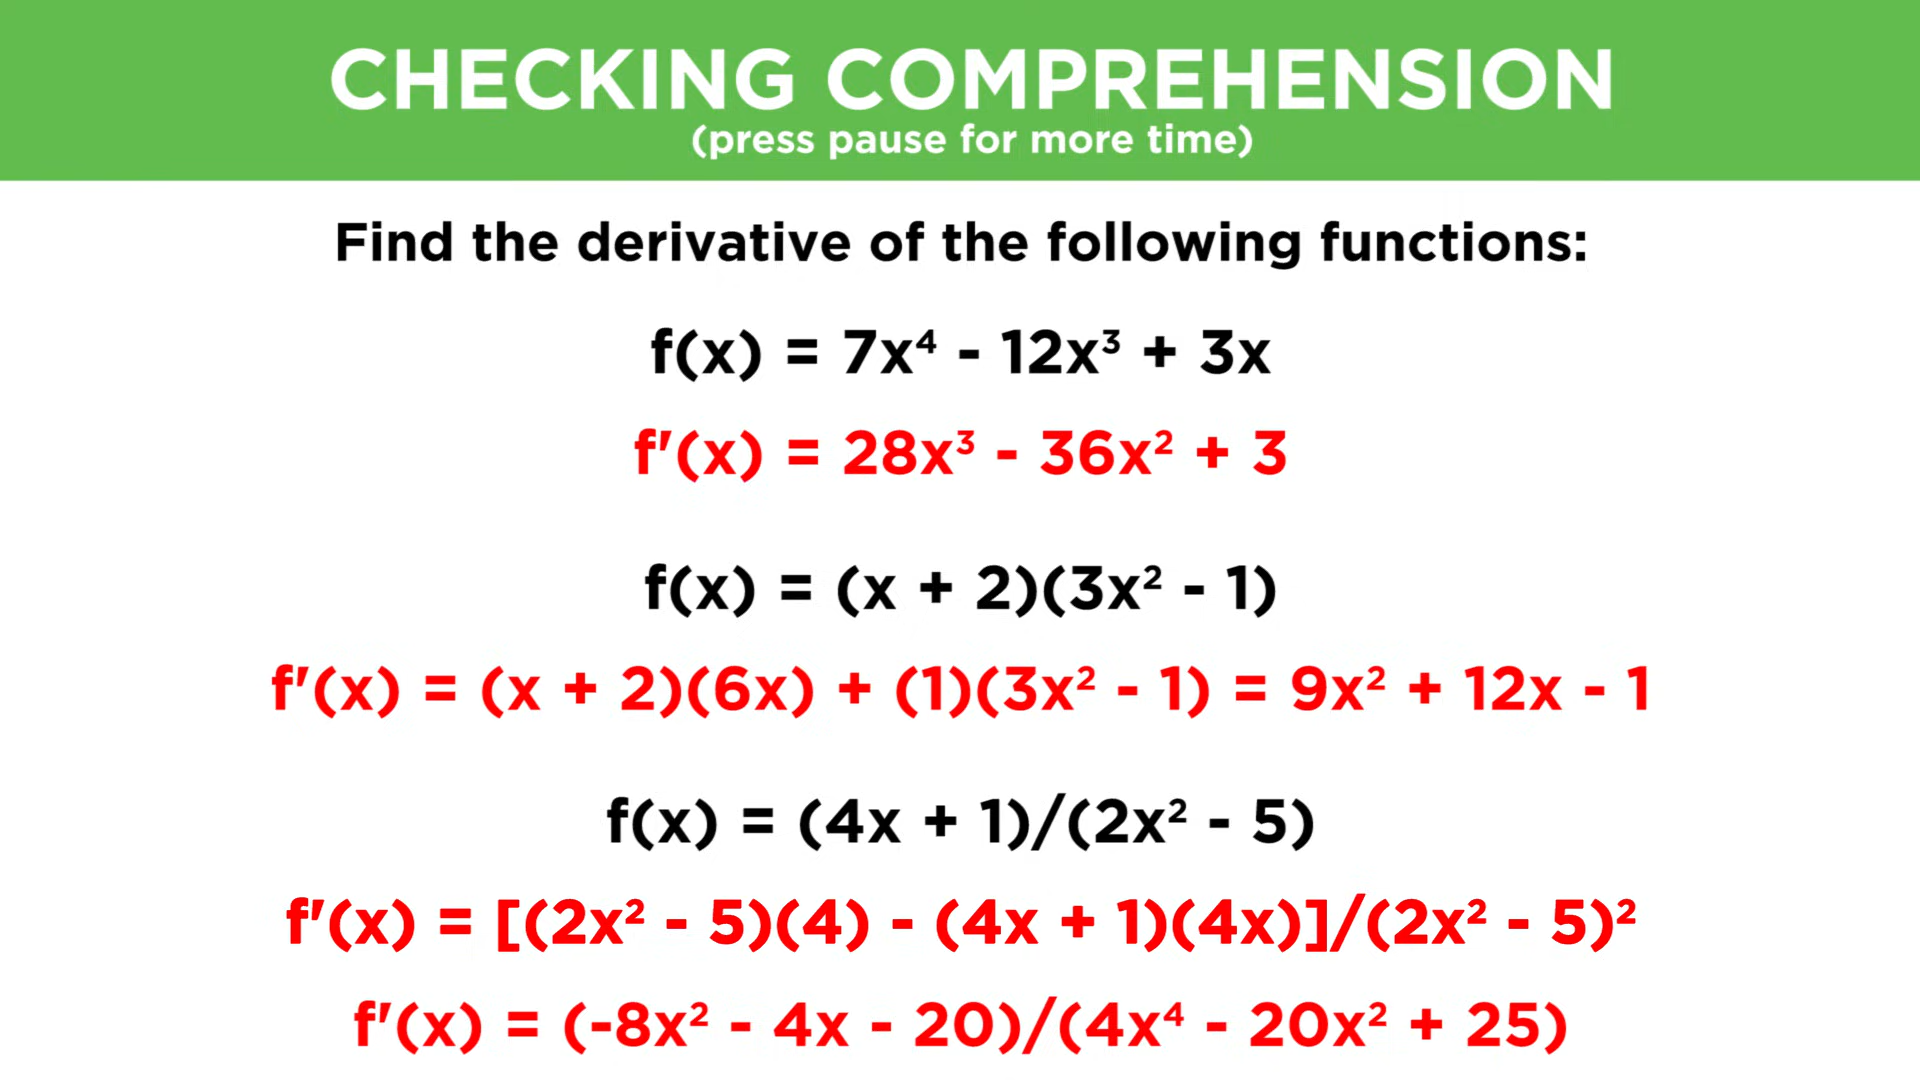 CHECKING COMPREHENSION
(press pause for more time)
Find the derivative of the following functions:
f(x) = 7x⁴ - 12x³ + 3x
f'(x) = 28x³ - 36x² + 3
f(x) = (x + 2)(3x² - 1)
f'(x) = (x + 2)(6x) + (1)(3x² - 1) = 9x² + 12x - 1
f(x) = (4x + 1)/(2x² - 5)
f'(x) = [(2x² - 5)(4) - (4x + 1)(4x)]/(2x² - 5)²
f'(x) = (-8x² - 4x - 20)/(4x⁴ - 20x² + 25)